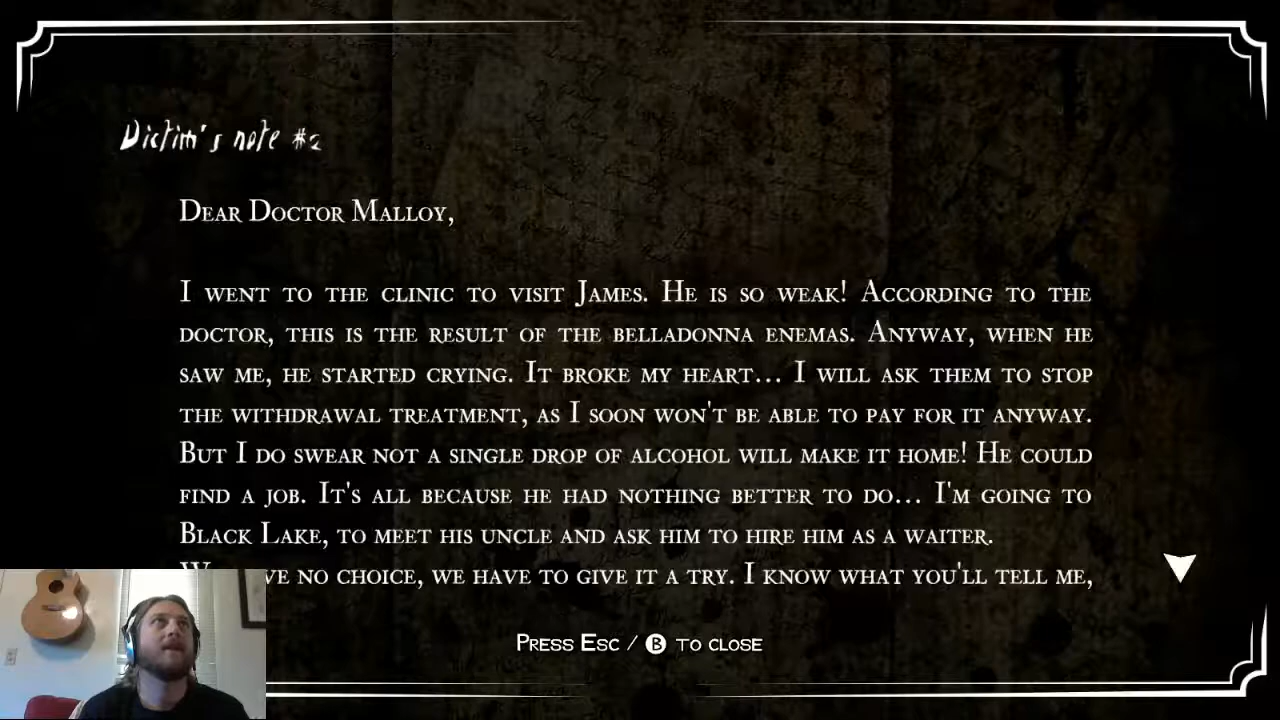 Victim's note #2
Dear Doctor Malloy,
I went to the clinic to visit James. He is so weak! According to the
doctor, this is the result of the belladonna enemas. Anyway, when he
saw me, he started crying. It broke my heart... I will ask them to stop
the withdrawal treatment, as I soon won't be able to pay for it anyway.
But I do swear not a single drop of alcohol will make it home! He could
find a job. It's all because he had nothing better to do... I'm going to
Black Lake, to meet his uncle and ask him to hire him as a waiter.
no choice, we have to give it a try. I know what you'll tell me,
Press Esc / B to close